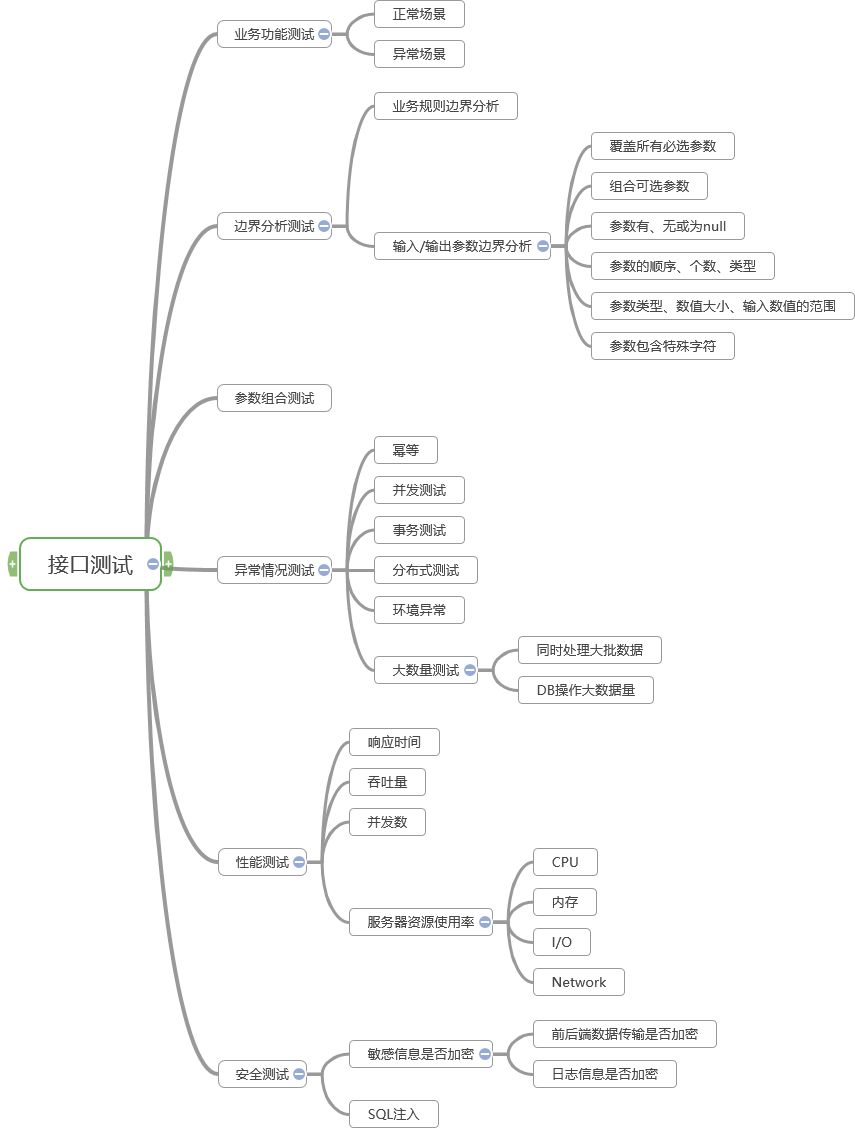 接口测试
业务功能测试
正常场景
异常场景
边界分析测试
业务规则边界分析
输入/输出参数边界分析
覆盖所有必选参数
组合可选参数
参数有、无或为null
参数的顺序、个数、类型
参数类型、数值大小、输入数值的范围
参数包含特殊字符
参数组合测试
异常情况测试
幂等
并发测试
事务测试
分布式测试
环境异常
大数量测试
同时处理大批数据
DB操作大数据量
性能测试
响应时间
吞吐量
并发数
服务器资源使用率
CPU
内存
I/O
Network
安全测试
敏感信息是否加密
前后端数据传输是否加密
日志信息是否加密
SQL注入